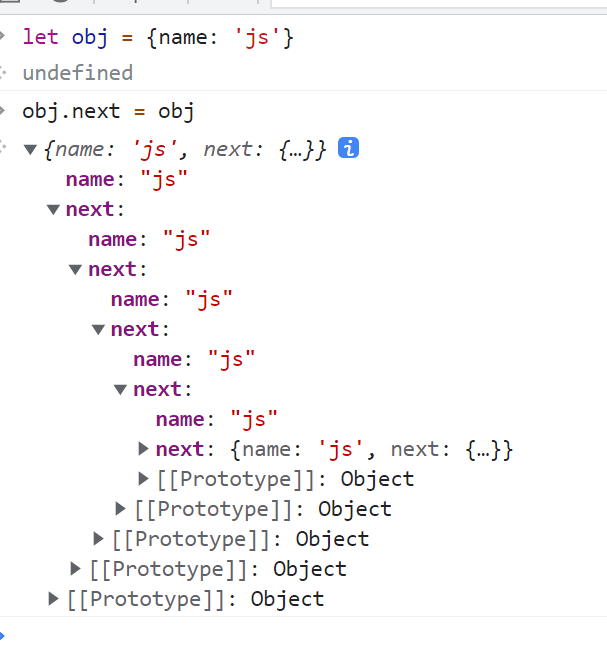 let obj = {name: 'js'}
undefined
obj.next = obj
{name: 'js', next: {…}} i
name: "js"
next:
name: "js"
next:
name: "js"
next:
name: "js"
next:
name: "js"
next: {name: 'js', next: {…}}
[[Prototype]]: Object
[[Prototype]]: Object
[[Prototype]]: Object
[[Prototype]]: Object
[[Prototype]]: Object